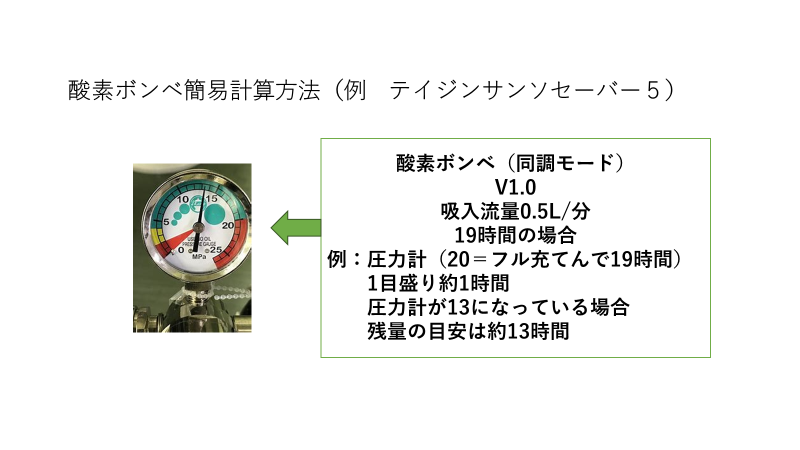 酸素ボンベ簡易計算方法（例　テイジンサンソセーバー５）
酸素ボンベ（同調モード）
V1.0
吸入流量0.5L/分
19時間の場合
例：圧力計（20＝フル充てんで19時間）
1目盛り約1時間
圧力計が13になっている場合
残量の目安は約13時間
10 15
5 20
USE NO OIL
PRESSURE GAUGE
0 25
MPa